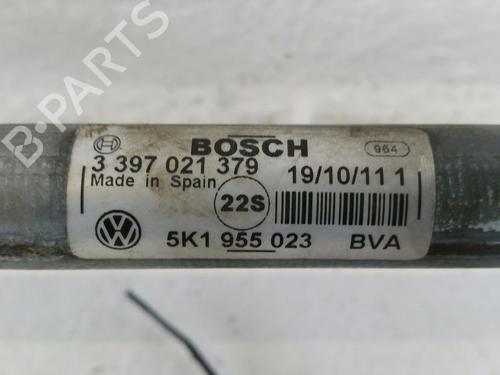 B-PARTS
BOSCH
964
3 397 021 379
19/10/11 1
Made in Spain
22S
5K1 955 023 BVA